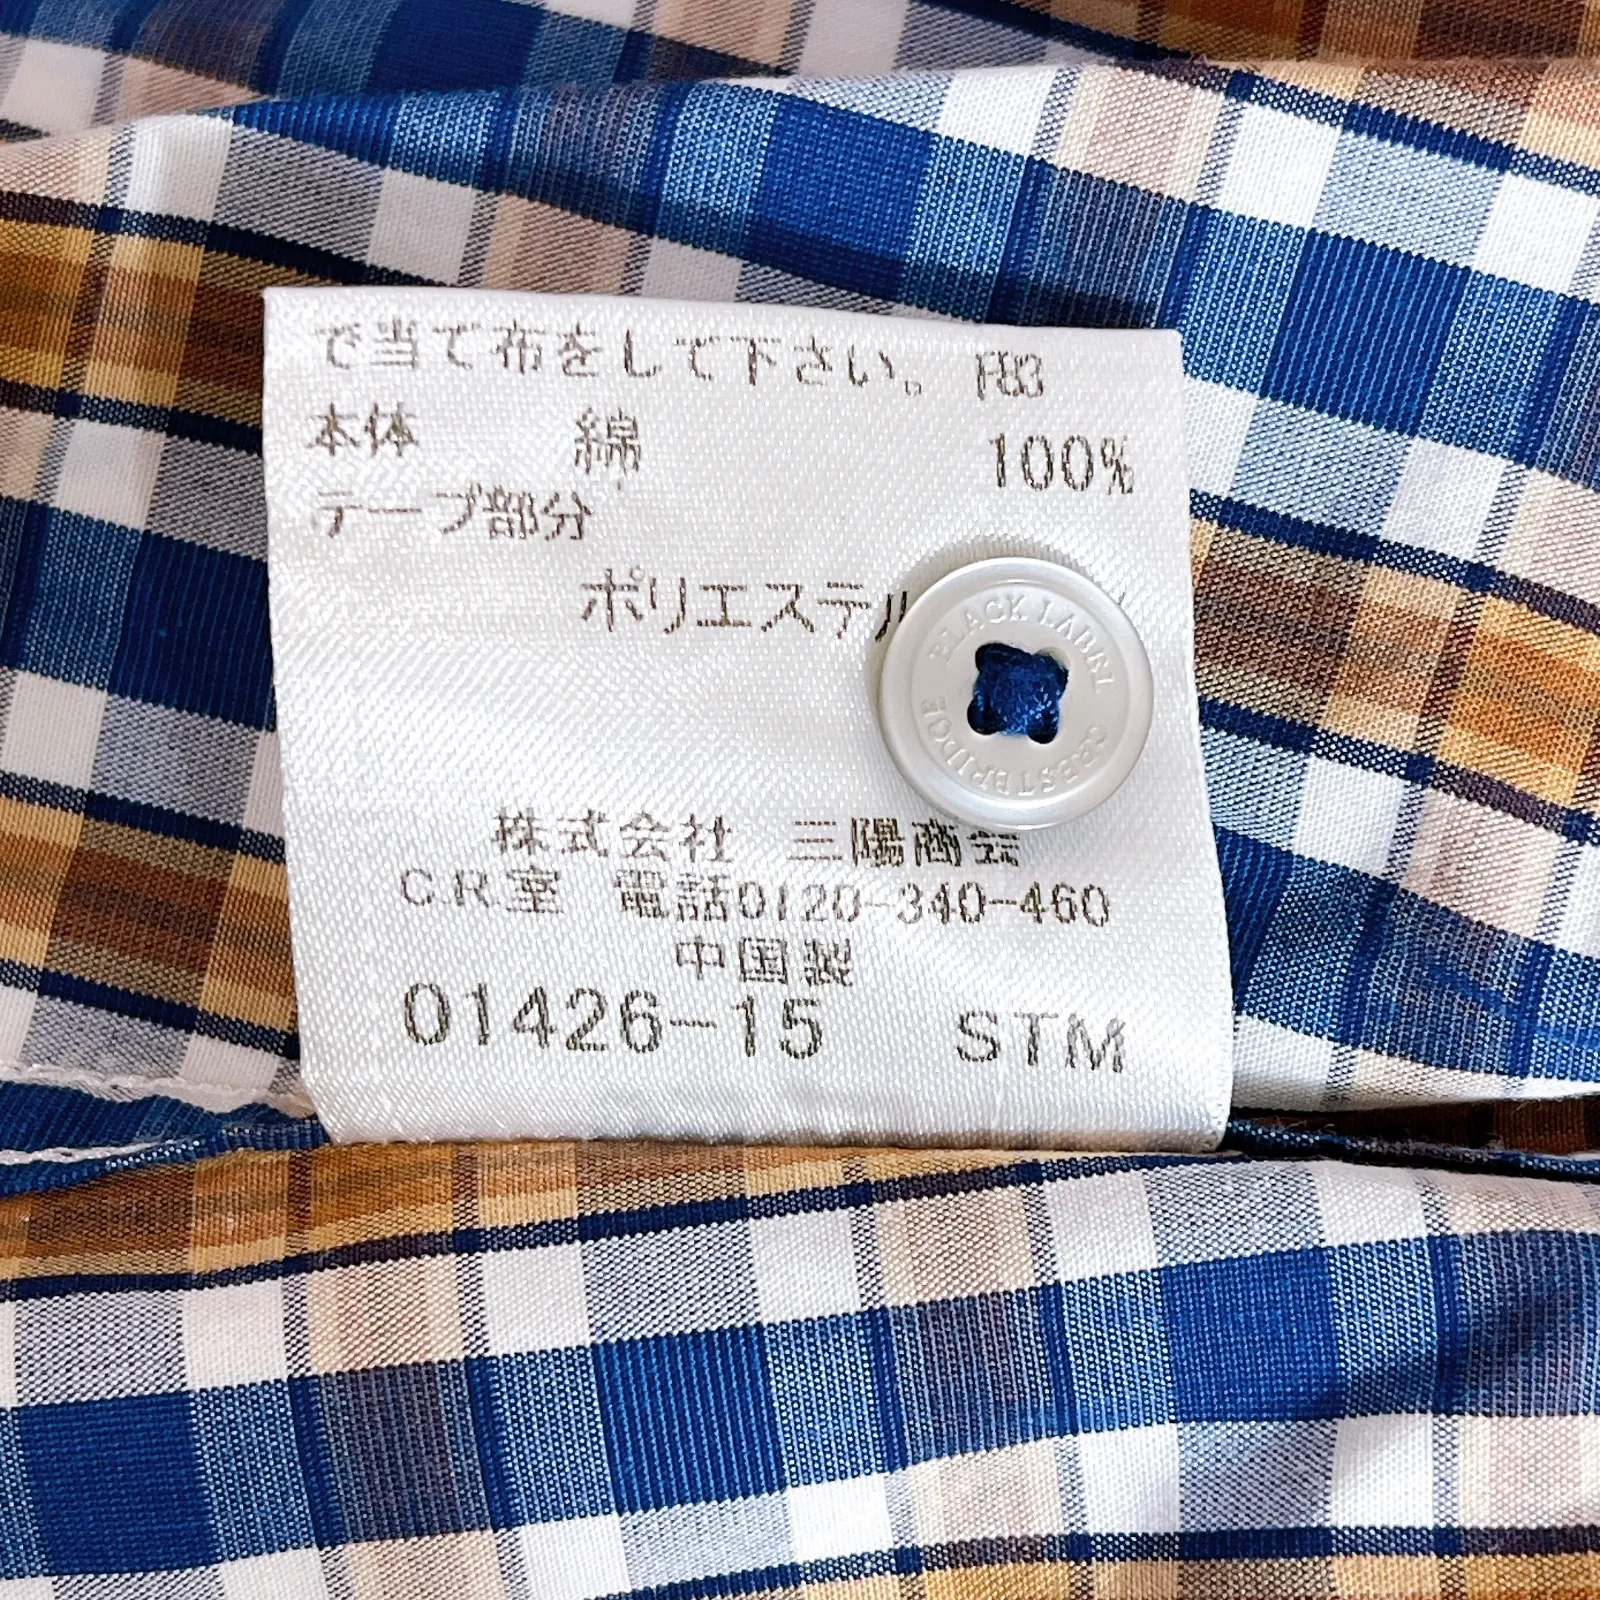 で当て布をして下さい。 FB3
本体 綿 100%
テープ部分
ポリエステル
BLACK LABEL
CRESTBRIDGE
株式会社 三陽商会
C.R.室 電話0120-340-460
中国製
01426-15 STM